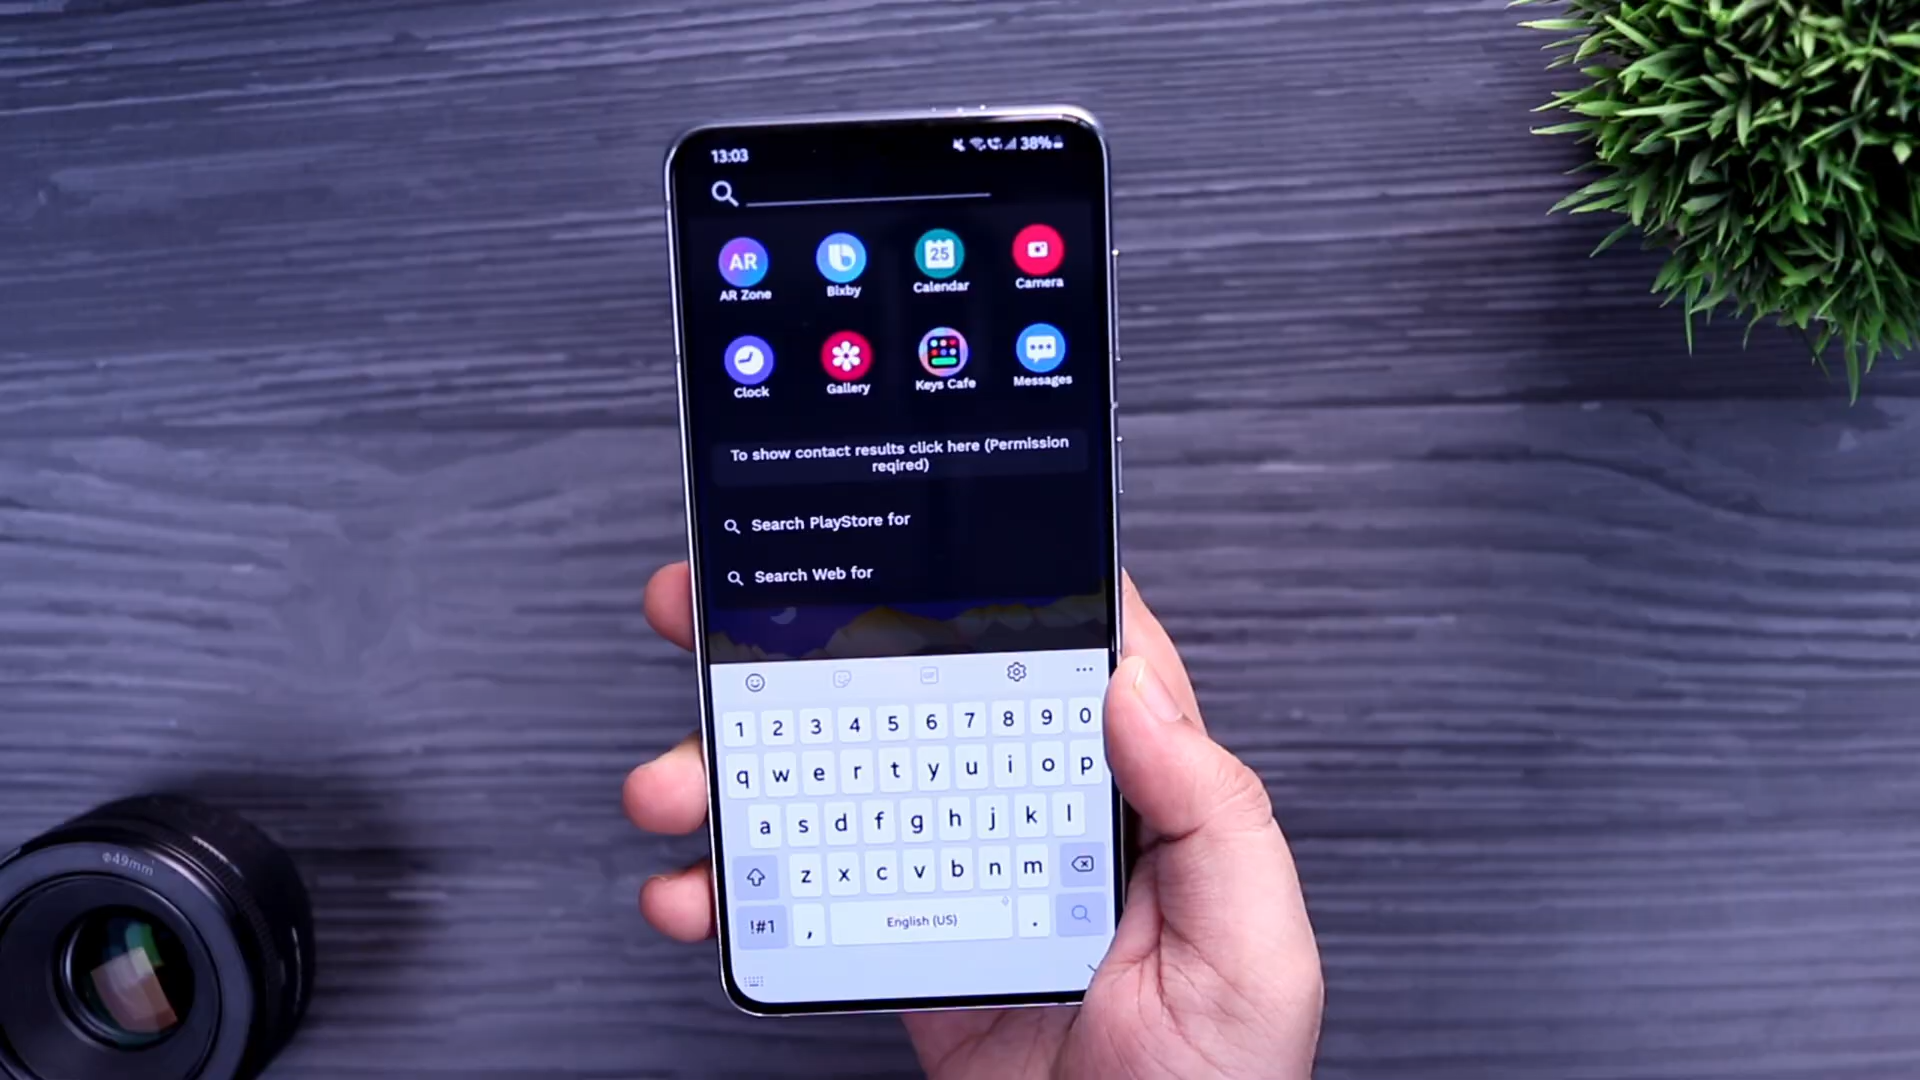 13:03
38%
AR
25
AR Zone
Bixby
Calendar
Camera
Clock
Gallery
Keys Cafe
Messages
To show contact results click here (Permission
reqired)
Search PlayStore for
Search Web for
1 2 3 4 5 6 7 8 9 0
q w e r t y u i o p
a s d f g h j k l
z x c v b n m
!#1 , English (US) .
⌀49mm